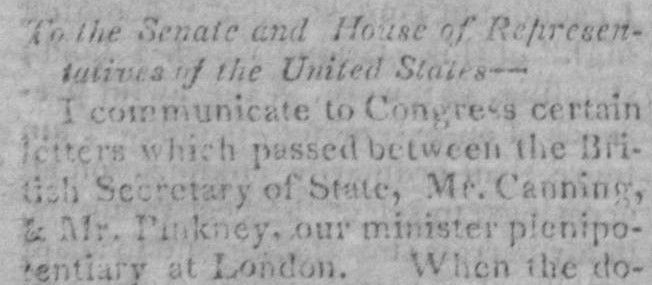 To the Senate and House of Represen-
tatives of the United States—
I communicate to Congress certain
letters which passed between the Bri-
tish Secretary of State, Mr. Canning,
& Mr. Pinkney, our minister plenipo-
tentiary at London. When the do-